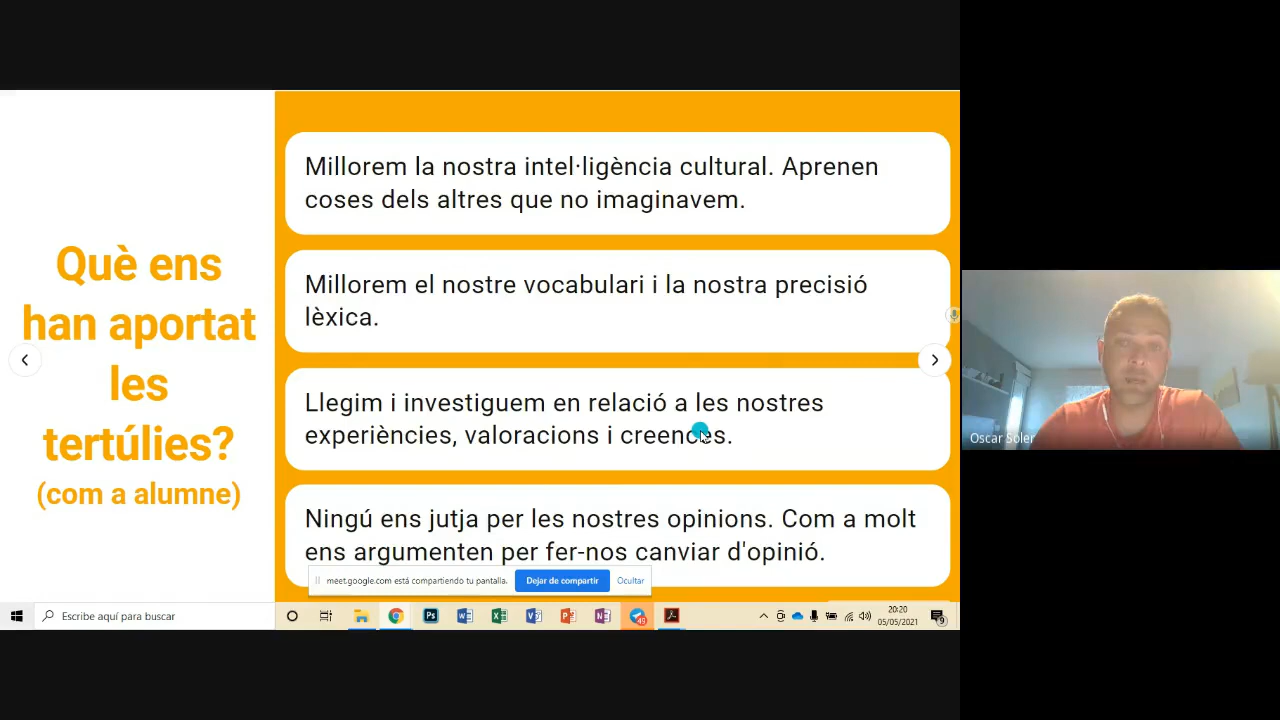 Què ens
han aportat
les
tertúlies?
(com a alumne)
Millorem la nostra intel·ligència cultural. Aprenen
coses dels altres que no imaginavem.
Millorem el nostre vocabulari i la nostra precisió
lèxica.
Llegim i investiguem en relació a les nostres
experiències, valoracions i creences.
Ningú ens jutja per les nostres opinions. Com a molt
ens argumenten per fer-nos canviar d'opinió.
meet.google.com está compartiendo tu pantalla.
Dejar de compartir
Ocultar
Oscar Soler
Escribe aquí para buscar
49
20:20
05/05/2021
9